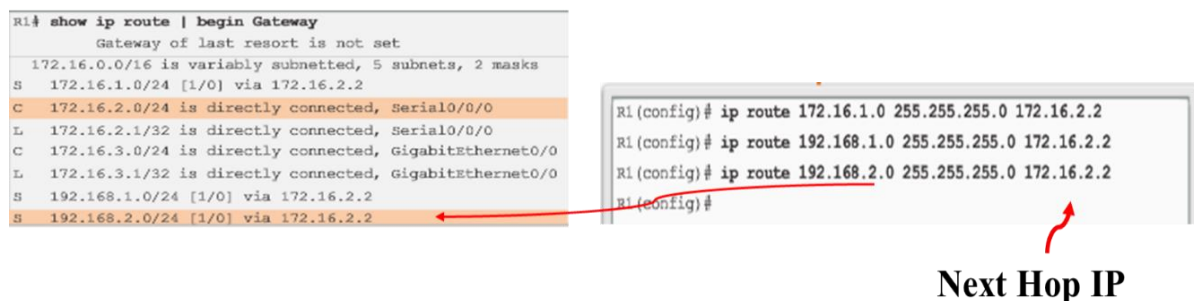 R1# show ip route | begin Gateway
Gateway of last resort is not set
172.16.0.0/16 is variably subnetted, 5 subnets, 2 masks
S 172.16.1.0/24 [1/0] via 172.16.2.2
C 172.16.2.0/24 is directly connected, Serial0/0/0
L 172.16.2.1/32 is directly connected, Serial0/0/0
C 172.16.3.0/24 is directly connected, GigabitEthernet0/0
L 172.16.3.1/32 is directly connected, GigabitEthernet0/0
S 192.168.1.0/24 [1/0] via 172.16.2.2
S 192.168.2.0/24 [1/0] via 172.16.2.2
R1(config)# ip route 172.16.1.0 255.255.255.0 172.16.2.2
R1(config)# ip route 192.168.1.0 255.255.255.0 172.16.2.2
R1(config)# ip route 192.168.2.0 255.255.255.0 172.16.2.2
R1(config)#
Next Hop IP